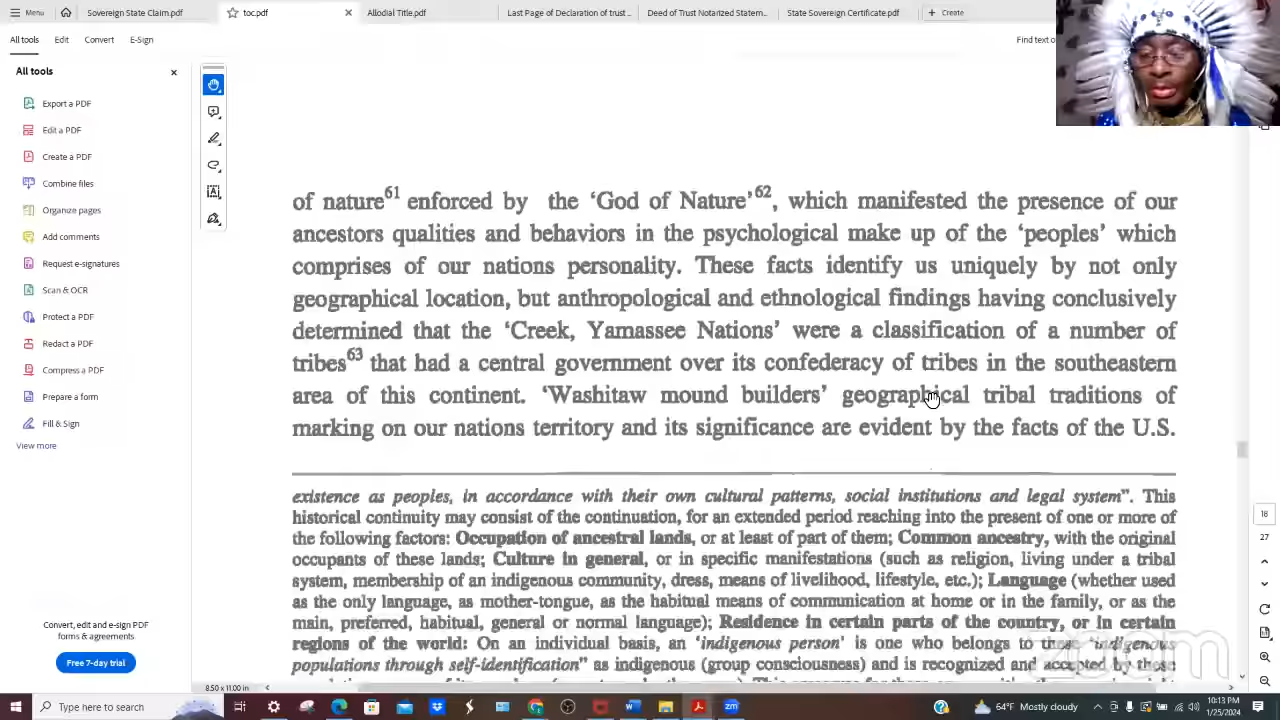 Menu
Sovereign State Claim.pdf
toc.pdf
Allodial Title.pdf
Last Page of Declaration of trust ...
Deed of Trust Notarized Statem...
State Sovereign Certificate.pdf
Create
All tools
Edit
Convert
E-Sign
Find text or
All tools
Export a PDF
Edit a PDF
Create a PDF
Combine files
Organize pages
Add comments
Request e-signatures
Scan & OCR
Protect a PDF
Redact a PDF
Compress a PDF
Prepare a form
Fill & Sign
View more
Convert, edit and e-sign PDF
forms & agreements
Free 7-day trial
of nature61 enforced by the ‘God of Nature’62, which manifested the presence of our
ancestors qualities and behaviors in the psychological make up of the ‘peoples’ which
comprises of our nations personality. These facts identify us uniquely by not only
geographical location, but anthropological and ethnological findings having conclusively
determined that the ‘Creek, Yamassee Nations’ were a classification of a number of
tribes63 that had a central government over its confederacy of tribes in the southeastern
area of this continent. ‘Washitaw mound builders’ geographical tribal traditions of
marking on our nations territory and its significance are evident by the facts of the U.S.
existence as peoples, in accordance with their own cultural patterns, social institutions and legal system”. This
historical continuity may consist of the continuation, for an extended period reaching into the present of one or more of
the following factors: Occupation of ancestral lands, or at least of part of them; Common ancestry, with the original
occupants of these lands; Culture in general, or in specific manifestations (such as religion, living under a tribal
system, membership of an indigenous community, dress, means of livelihood, lifestyle, etc.); Language (whether used
as the only language, as mother-tongue, as the habitual means of communication at home or in the family, or as the
main, preferred, habitual, general or normal language); Residence in certain parts of the country, or in certain
regions of the world: On an individual basis, an ‘indigenous person’ is one who belongs to these ‘indigenous
populations through self-identification” as indigenous (group consciousness) and is recognized and accepted by these
18
27
zoom
8.50 x 11.00 in
Type here to search
64°F Mostly cloudy
10:13 PM
1/25/2024